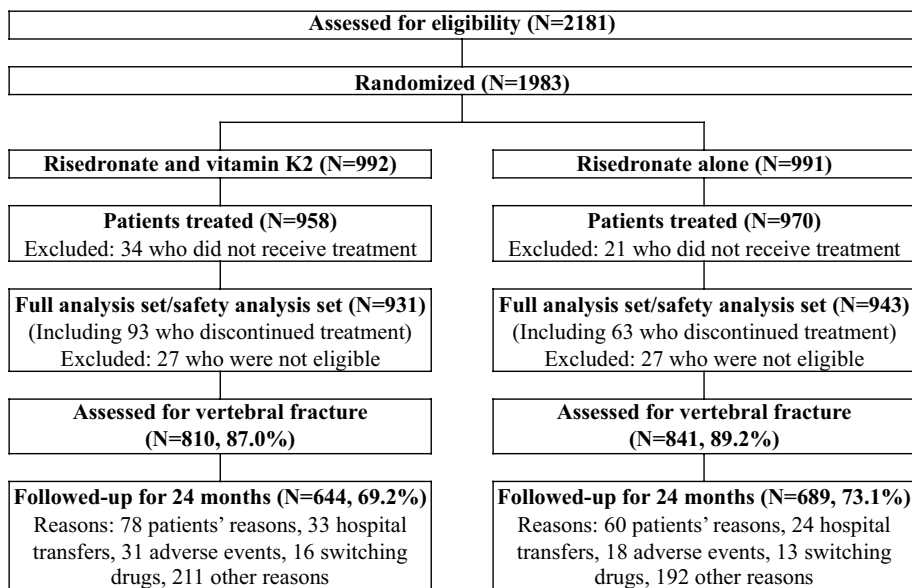 Assessed for eligibility (N=2181)
Randomized (N=1983)
Risedronate and vitamin K2 (N=992)
Risedronate alone (N=991)
Patients treated (N=958)
Excluded: 34 who did not receive treatment
Patients treated (N=970)
Excluded: 21 who did not receive treatment
Full analysis set/safety analysis set (N=931)
(Including 93 who discontinued treatment)
Excluded: 27 who were not eligible
Full analysis set/safety analysis set (N=943)
(Including 63 who discontinued treatment)
Excluded: 27 who were not eligible
Assessed for vertebral fracture
(N=810, 87.0%)
Assessed for vertebral fracture
(N=841, 89.2%)
Followed-up for 24 months (N=644, 69.2%)
Reasons: 78 patients’ reasons, 33 hospital
transfers, 31 adverse events, 16 switching
drugs, 211 other reasons
Followed-up for 24 months (N=689, 73.1%)
Reasons: 60 patients’ reasons, 24 hospital
transfers, 18 adverse events, 13 switching
drugs, 192 other reasons